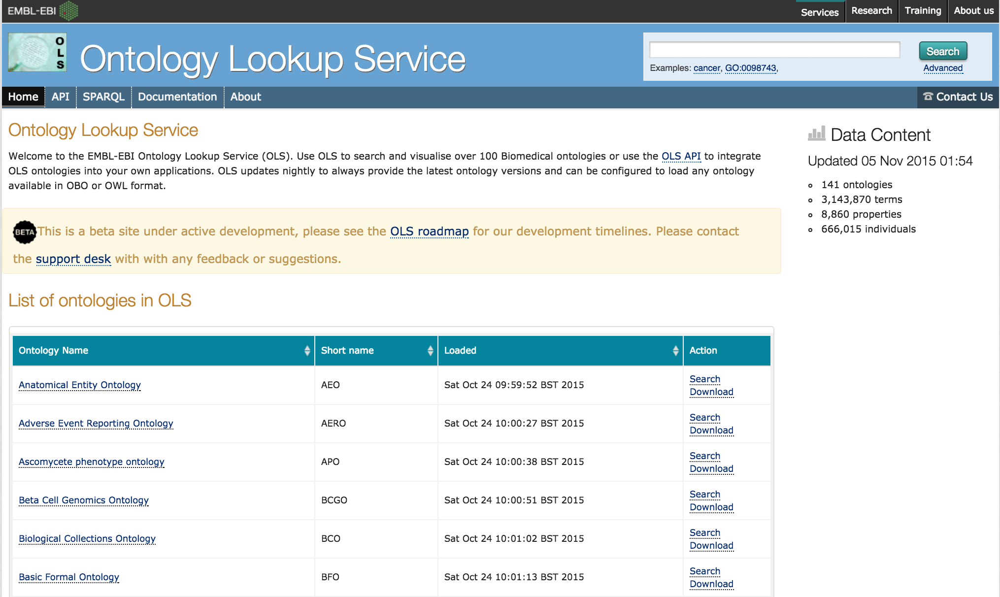 EMBL-EBI
Services Research Training About us
OLS
Ontology Lookup Service
Search
Examples: cancer, GO:0098743,
Advanced
Home API SPARQL Documentation About
Contact Us
Ontology Lookup Service
Welcome to the EMBL-EBI Ontology Lookup Service (OLS). Use OLS to search and visualise over 100 Biomedical ontologies or use the OLS API to integrate
OLS ontologies into your own applications. OLS updates nightly to always provide the latest ontology versions and can be configured to load any ontology
available in OBO or OWL format.
BETA This is a beta site under active development, please see the OLS roadmap for our development timelines. Please contact
the support desk with with any feedback or suggestions.
Data Content
Updated 05 Nov 2015 01:54
141 ontologies
3,143,870 terms
8,860 properties
666,015 individuals
List of ontologies in OLS
Ontology Name Short name Loaded Action
Anatomical Entity Ontology AEO Sat Oct 24 09:59:52 BST 2015 Search
Download
Adverse Event Reporting Ontology AERO Sat Oct 24 10:00:27 BST 2015 Search
Download
Ascomycete phenotype ontology APO Sat Oct 24 10:00:38 BST 2015 Search
Download
Beta Cell Genomics Ontology BCGO Sat Oct 24 10:00:51 BST 2015 Search
Download
Biological Collections Ontology BCO Sat Oct 24 10:01:02 BST 2015 Search
Download
Basic Formal Ontology BFO Sat Oct 24 10:01:13 BST 2015 Search
Download